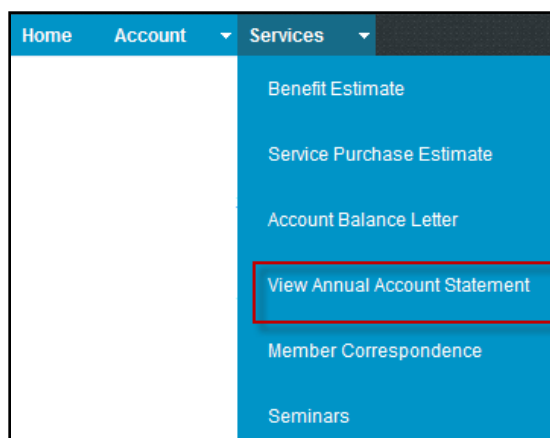 Home Account Services
Benefit Estimate
Service Purchase Estimate
Account Balance Letter
View Annual Account Statement
Member Correspondence
Seminars